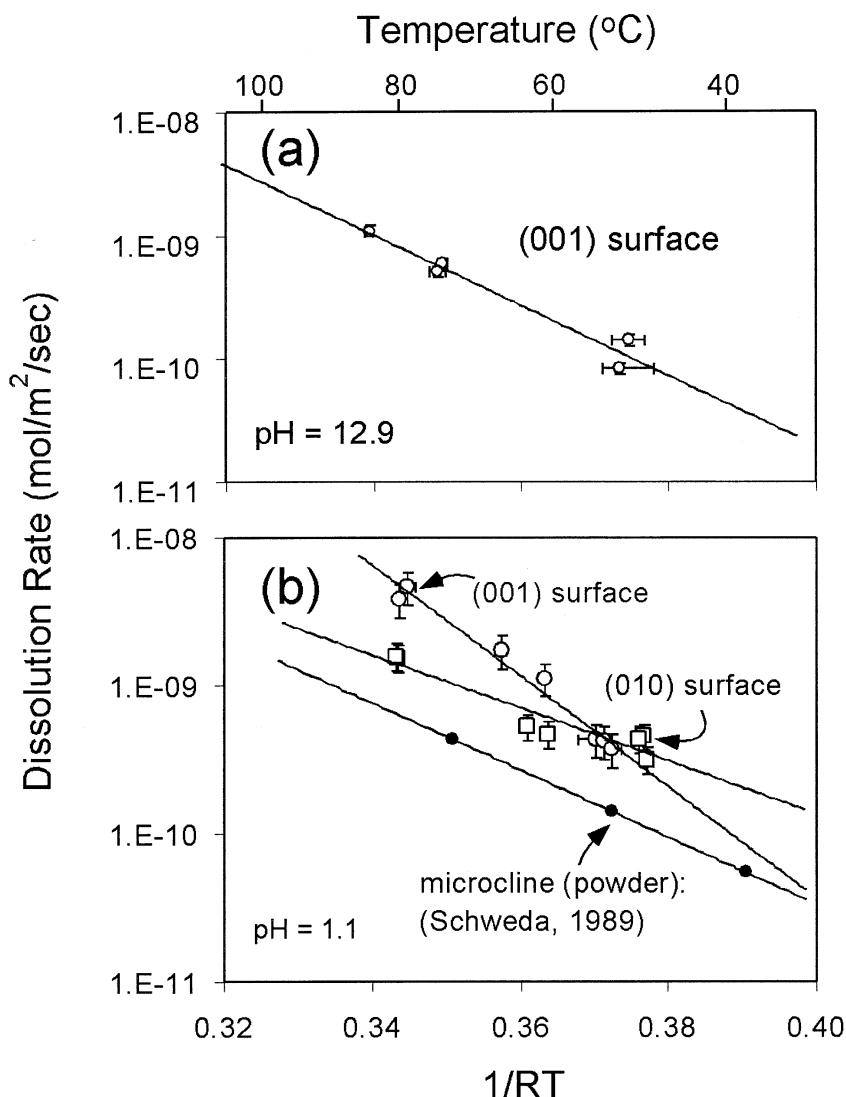 Temperature (°C)
100 80 60 40
1.E-08
(a)
1.E-09
(001) surface
1.E-10
pH = 12.9
1.E-11
Dissolution Rate (mol/m²/sec)
1.E-08
(b)
(001) surface
1.E-09
(010) surface
1.E-10
microcline (powder):
(Schweda, 1989)
pH = 1.1
1.E-11
0.32 0.34 0.36 0.38 0.40
1/RT